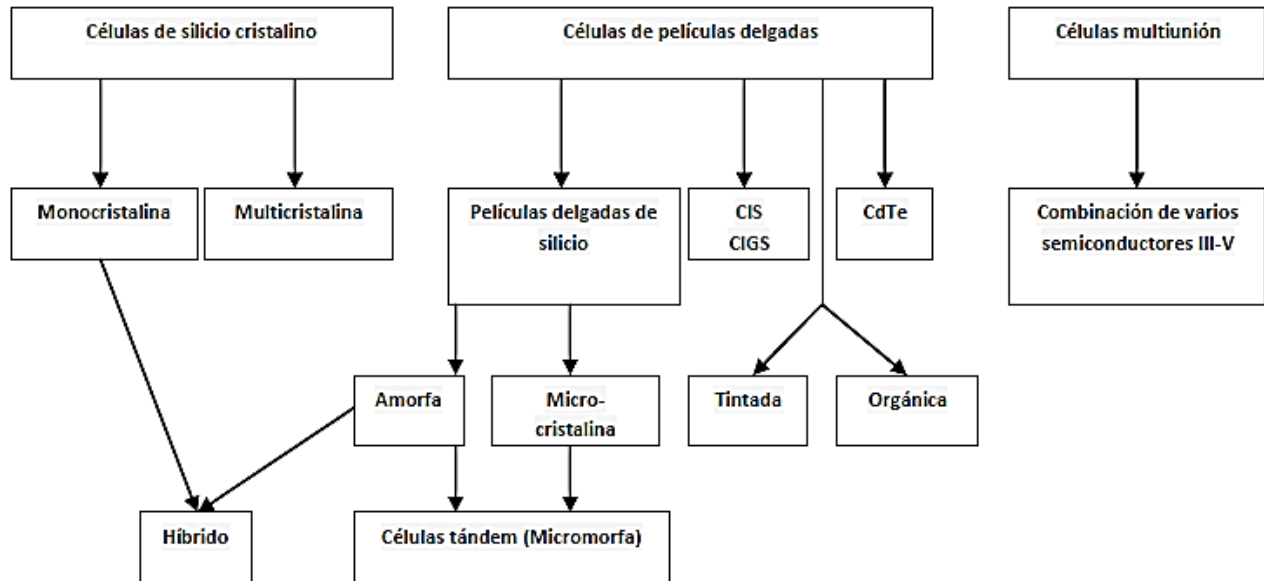 Células de silicio cristalino
Células de películas delgadas
Células multiunión
Monocristalina
Multicristalina
Películas delgadas de
silicio
CIS
CIGS
CdTe
Combinación de varios
semiconductores III-V
Amorfa
Micro-
cristalina
Tintada
Orgánica
Híbrido
Células tándem (Micromorfa)